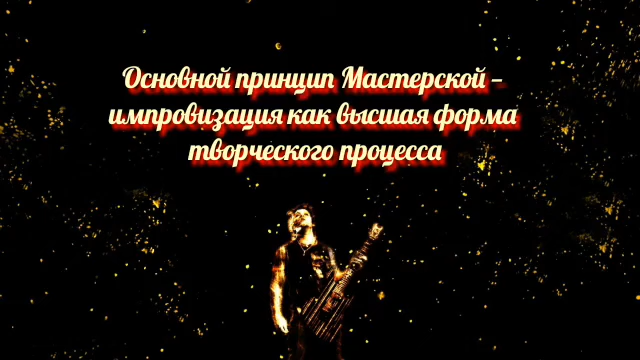 Основной принцип Мастерской –
импровизация как высшая форма
творческого процесса